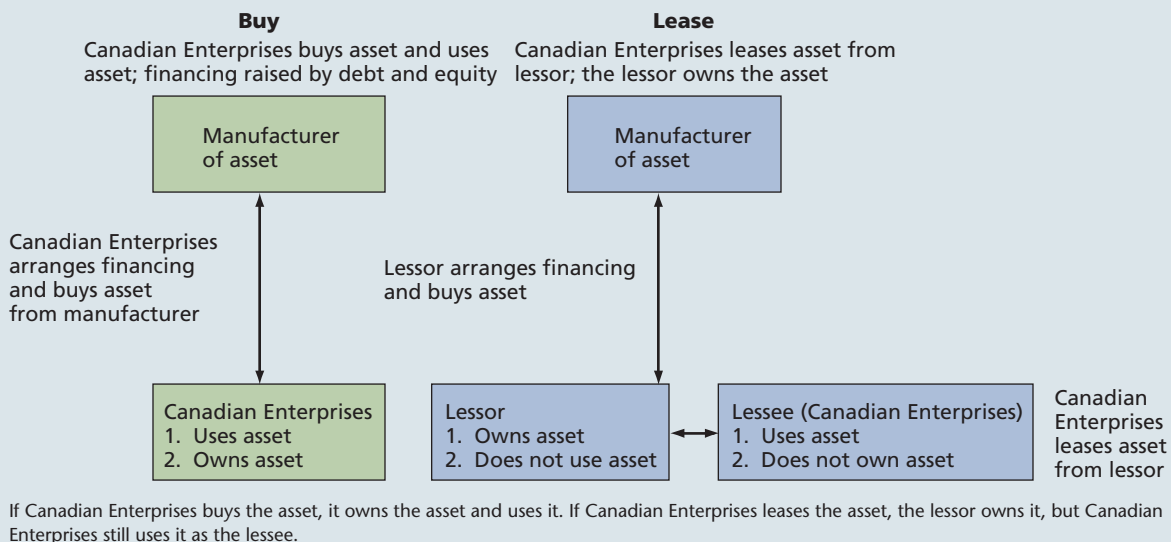 Buy
Canadian Enterprises buys asset and uses
asset; financing raised by debt and equity
Manufacturer
of asset
Canadian Enterprises
arranges financing
and buys asset
from manufacturer
Canadian Enterprises
1. Uses asset
2. Owns asset
Lease
Canadian Enterprises leases asset from
lessor; the lessor owns the asset
Manufacturer
of asset
Lessor arranges financing
and buys asset
Lessor
1. Owns asset
2. Does not use asset
Lessee (Canadian Enterprises)
1. Uses asset
2. Does not own asset
Canadian
Enterprises
leases asset
from lessor
If Canadian Enterprises buys the asset, it owns the asset and uses it. If Canadian Enterprises leases the asset, the lessor owns it, but Canadian
Enterprises still uses it as the lessee.